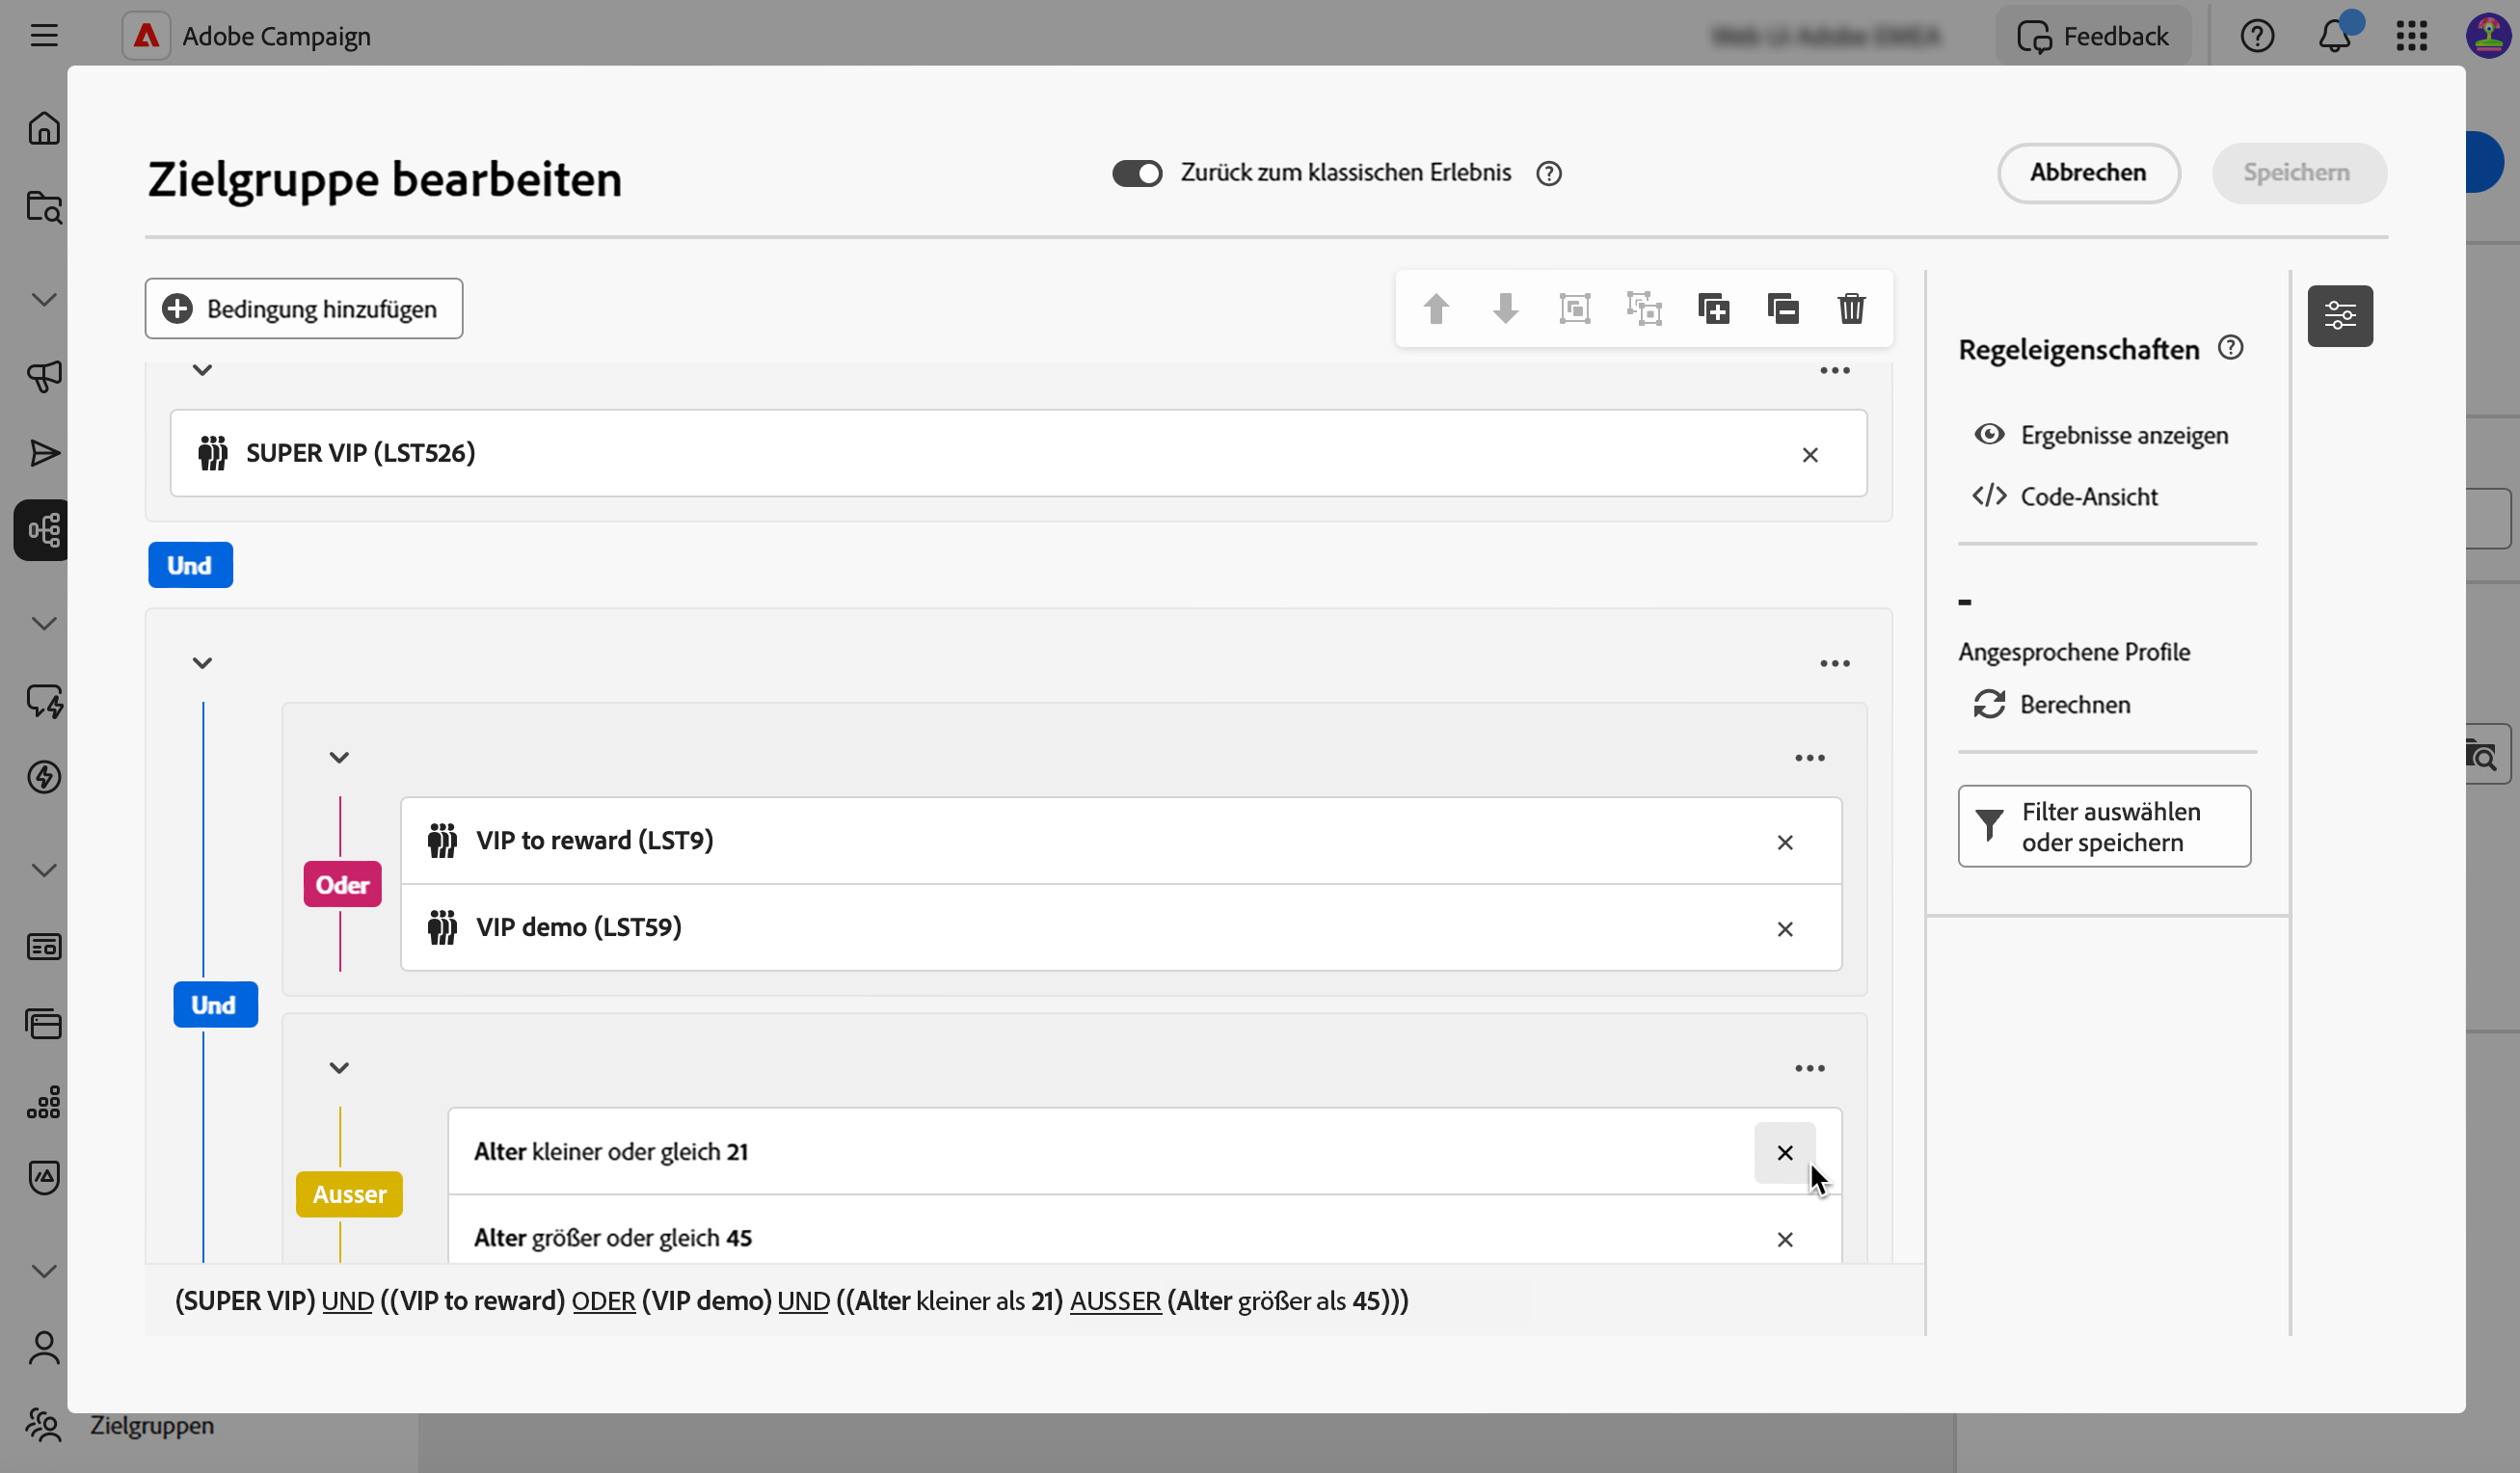 Adobe Campaign
Feedback
Zielgruppe bearbeiten
Zurück zum klassischen Erlebnis
Abbrechen
Speichern
Bedingung hinzufügen
SUPER VIP (LST526)
Und
VIP to reward (LST9)
Oder
VIP demo (LST59)
Und
Alter kleiner oder gleich 21
Ausser
Alter größer oder gleich 45
(SUPER VIP) UND ((VIP to reward) ODER (VIP demo) UND ((Alter kleiner als 21) AUSSER (Alter größer als 45)))
Regeleigenschaften
Ergebnisse anzeigen
Code-Ansicht
-
Angesprochene Profile
Berechnen
Filter auswählen
oder speichern
Zielgruppen